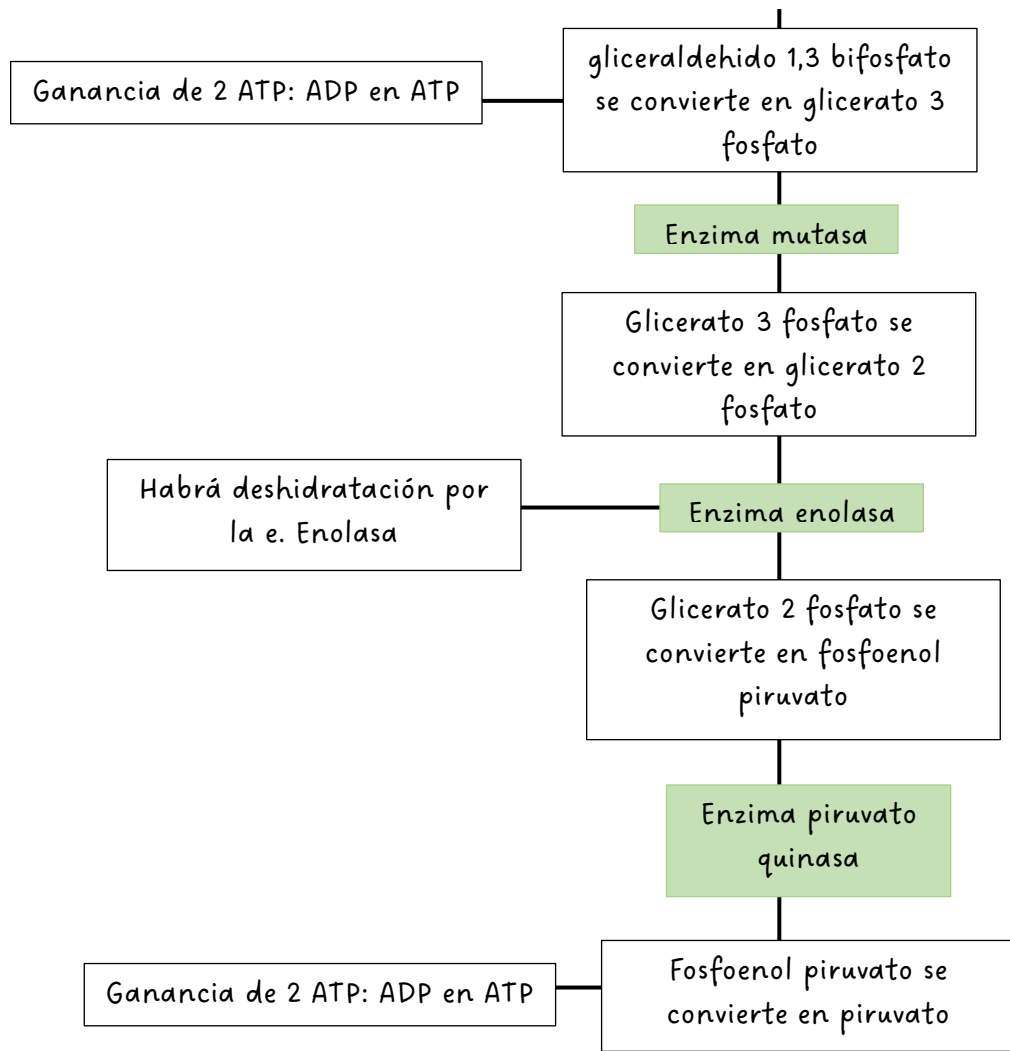 gliceraldehido 1,3 bifosfato
se convierte en glicerato 3
fosfato
Ganancia de 2 ATP: ADP en ATP
Enzima mutasa
Glicerato 3 fosfato se
convierte en glicerato 2
fosfato
Habrá deshidratación por
la e. Enolasa
Enzima enolasa
Glicerato 2 fosfato se
convierte en fosfoenol
piruvato
Enzima piruvato
quinasa
Fosfoenol piruvato se
convierte en piruvato
Ganancia de 2 ATP: ADP en ATP